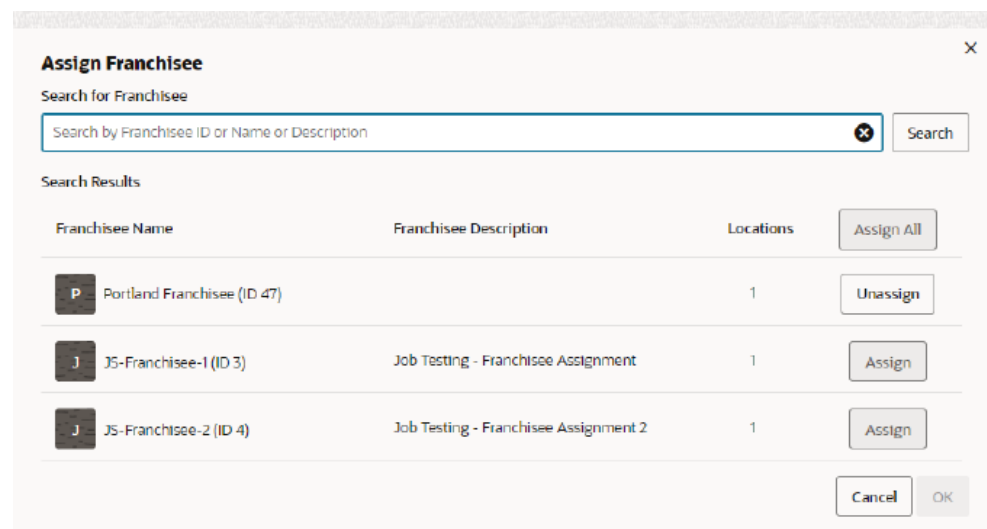 Assign Franchisee
Search for Franchisee
Search by Franchisee ID or Name or Description
Search
Search Results
Franchisee Name Franchisee Description Locations Assign All
P Portland Franchisee (ID 47) 1 Unassign
J JS-Franchisee-1 (ID 3) Job Testing - Franchisee Assignment 1 Assign
J JS-Franchisee-2 (ID 4) Job Testing - Franchisee Assignment 2 1 Assign
Cancel OK